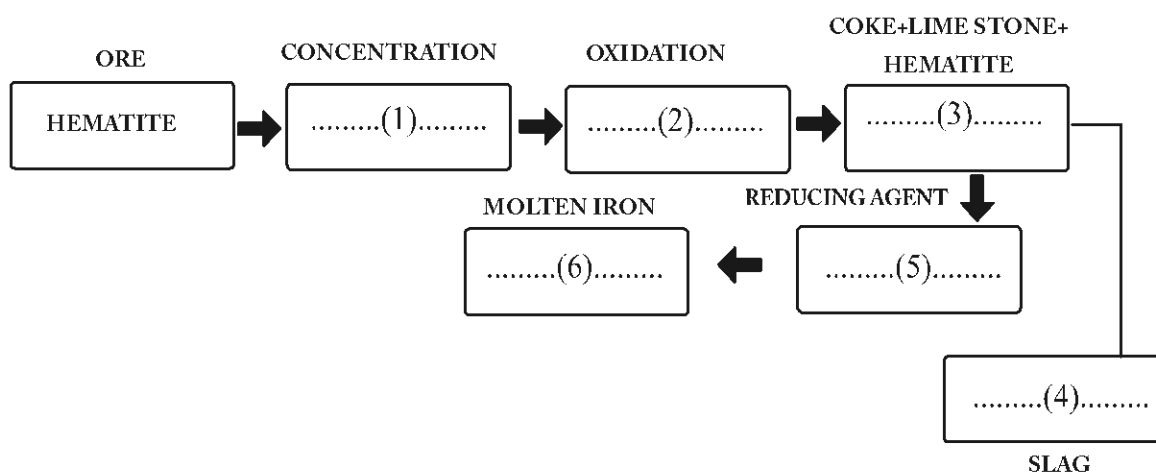 ORE
HEMATITE
CONCENTRATION
.........(1).........
OXIDATION
.........(2).........
COKE+LIME STONE+
HEMATITE
.........(3).........
REDUCING AGENT
.........(5).........
MOLTEN IRON
.........(6).........
.........(4).........
SLAG